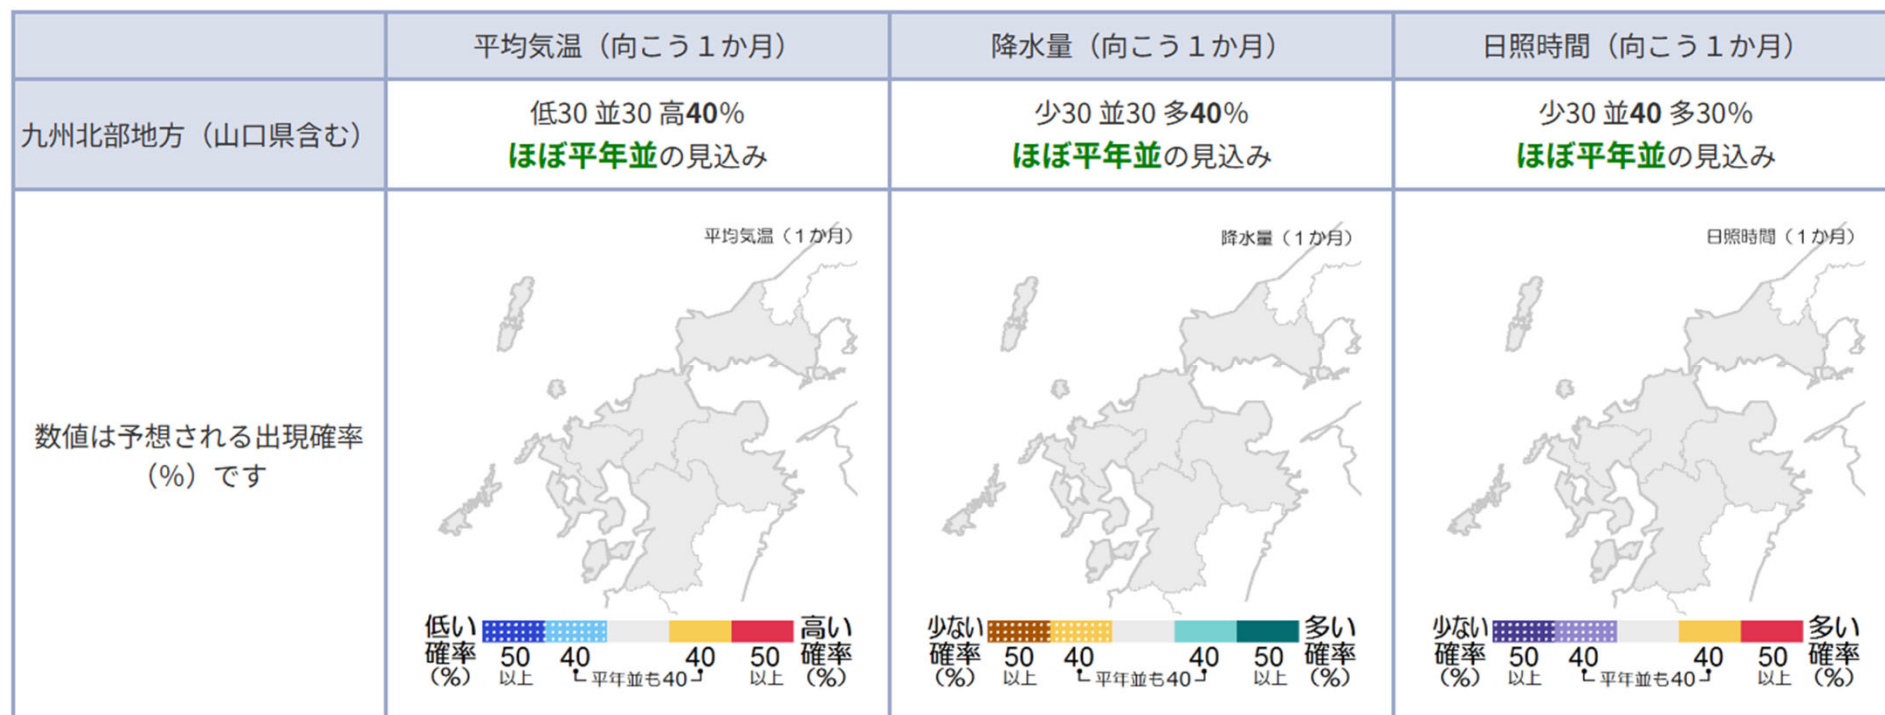 平均気温（向こう１か月）
降水量（向こう１か月）
日照時間（向こう１か月）
九州北部地方（山口県含む）
低30 並30 高40%
ほぼ平年並の見込み
少30 並30 多40%
ほぼ平年並の見込み
少30 並40 多30%
ほぼ平年並の見込み
数値は予想される出現確率
（%）です
平均気温（１か月）
低い
確率
（%）
50
以上
40
平年並も40
40
50
以上
高い
確率
（%）
降水量（１か月）
少ない
確率
（%）
50
以上
40
平年並も40
40
50
以上
多い
確率
（%）
日照時間（１か月）
少ない
確率
（%）
50
以上
40
平年並も40
40
50
以上
多い
確率
（%）